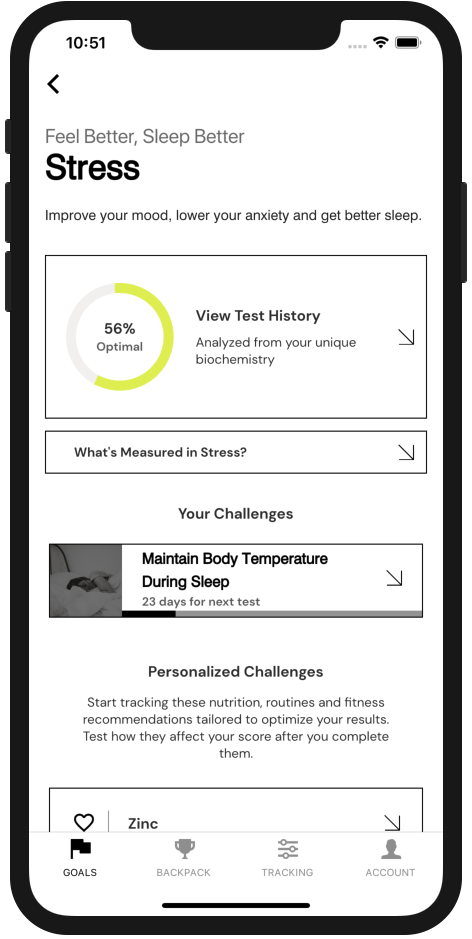 10:51
Feel Better, Sleep Better
Stress
Improve your mood, lower your anxiety and get better sleep.
56%
Optimal
View Test History
Analyzed from your unique
biochemistry
What's Measured in Stress?
Your Challenges
Maintain Body Temperature
During Sleep
23 days for next test
Personalized Challenges
Start tracking these nutrition, routines and fitness
recommendations tailored to optimize your results.
Test how they affect your score after you complete
them.
Zinc
GOALS
BACKPACK
TRACKING
ACCOUNT